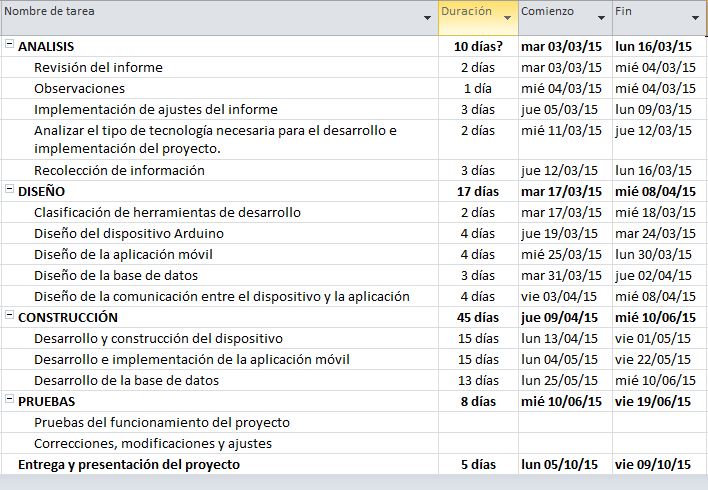 Nombre de tarea Duración Comienzo Fin
ANALISIS 10 días? mar 03/03/15 lun 16/03/15
Revisión del informe 2 días mar 03/03/15 mié 04/03/15
Observaciones 1 día mié 04/03/15 mié 04/03/15
Implementación de ajustes del informe 3 días jue 05/03/15 lun 09/03/15
Analizar el tipo de tecnología necesaria para el desarrollo e 2 días mié 11/03/15 jue 12/03/15
implementación del proyecto.
Recolección de información 3 días jue 12/03/15 lun 16/03/15
DISEÑO 17 días mar 17/03/15 mié 08/04/15
Clasificación de herramientas de desarrollo 2 días mar 17/03/15 mié 18/03/15
Diseño del dispositivo Arduino 4 días jue 19/03/15 mar 24/03/15
Diseño de la aplicación móvil 4 días mié 25/03/15 lun 30/03/15
Diseño de la base de datos 3 días mar 31/03/15 jue 02/04/15
Diseño de la comunicación entre el dispositivo y la aplicación 4 días vie 03/04/15 mié 08/04/15
CONSTRUCCIÓN 45 días jue 09/04/15 mié 10/06/15
Desarrollo y construcción del dispositivo 15 días lun 13/04/15 vie 01/05/15
Desarrollo e implementación de la aplicación móvil 15 días lun 04/05/15 vie 22/05/15
Desarrollo de la base de datos 13 días lun 25/05/15 mié 10/06/15
PRUEBAS 8 días mié 10/06/15 vie 19/06/15
Pruebas del funcionamiento del proyecto
Correcciones, modificaciones y ajustes
Entrega y presentación del proyecto 5 días lun 05/10/15 vie 09/10/15